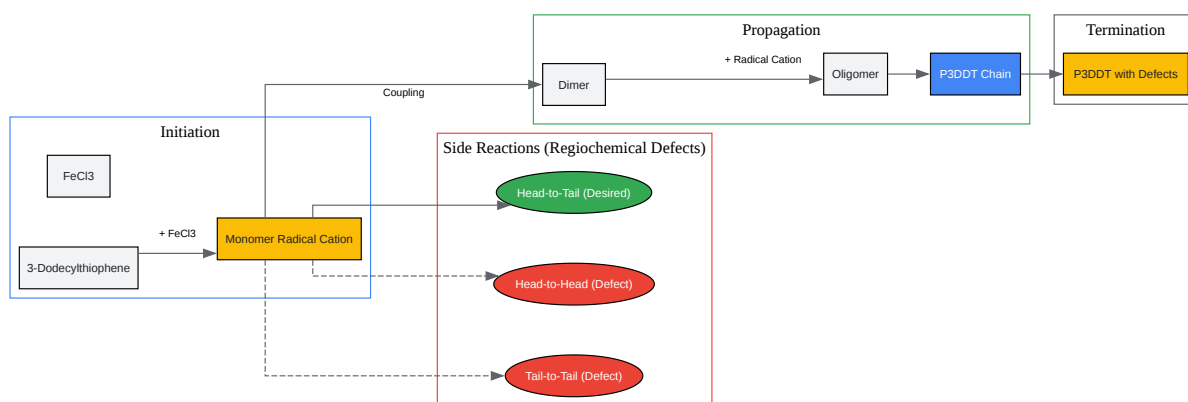 Propagation
Termination
+ Radical Cation
Dimer
Oligomer
P3DDT Chain
P3DDT with Defects
Coupling
Initiation
FeCl3
+ FeCl3
3-Dodecylthiophene
Monomer Radical Cation
Side Reactions (Regiochemical Defects)
Head-to-Tail (Desired)
Head-to-Head (Defect)
Tail-to-Tail (Defect)